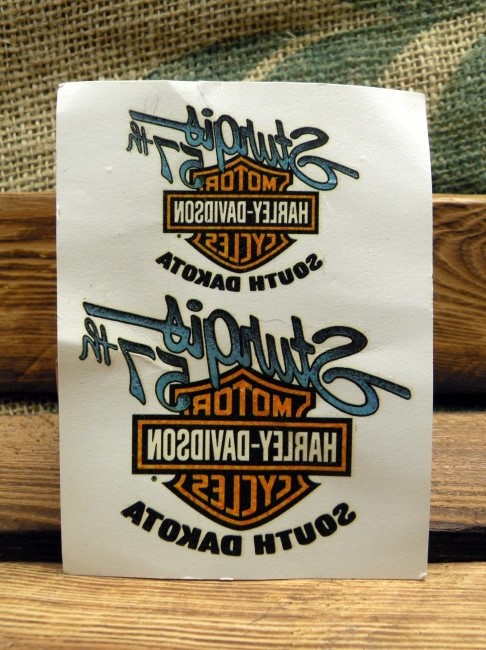 Sturgis
57th
MOTOR
HARLEY-DAVIDSON
CYCLES
SOUTH DAKOTA
Sturgis
57th
MOTOR
HARLEY-DAVIDSON
CYCLES
SOUTH DAKOTA